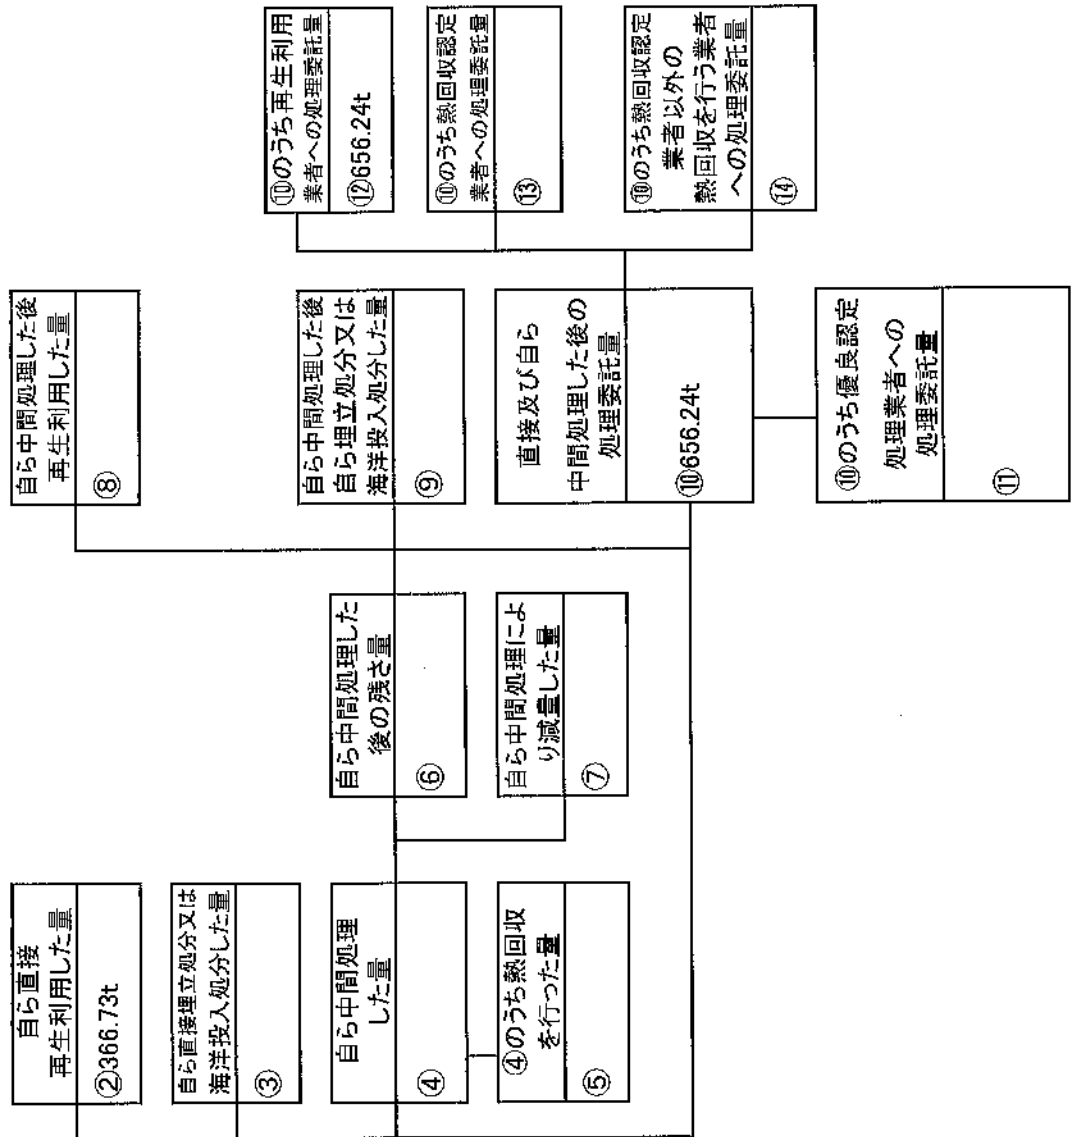 自ら直接
再生利用した量
②366.73t
自ら直接埋立処分又は
海洋投入処分した量
③
自ら中間処理
した量
④
④のうち熱回収
を行った量
⑤
自ら中間処理した
後の残さ量
⑥
自ら中間処理によ
り減量した量
⑦
自ら中間処理した後
再生利用した量
⑧
自ら中間処理した後
自ら埋立処分又は
海洋投入処分した量
⑨
直接及び自ら
中間処理した後の
処理委託量
⑩656.24t
⑩のうち優良認定
処理業者への
処理委託量
⑪
⑩のうち再生利用
業者への処理委託量
⑫656.24t
⑩のうち熱回収認定
業者への処理委託量
⑬
⑩のうち熱回収認定
業者以外の
熱回収を行う業者
への処理委託量
⑭